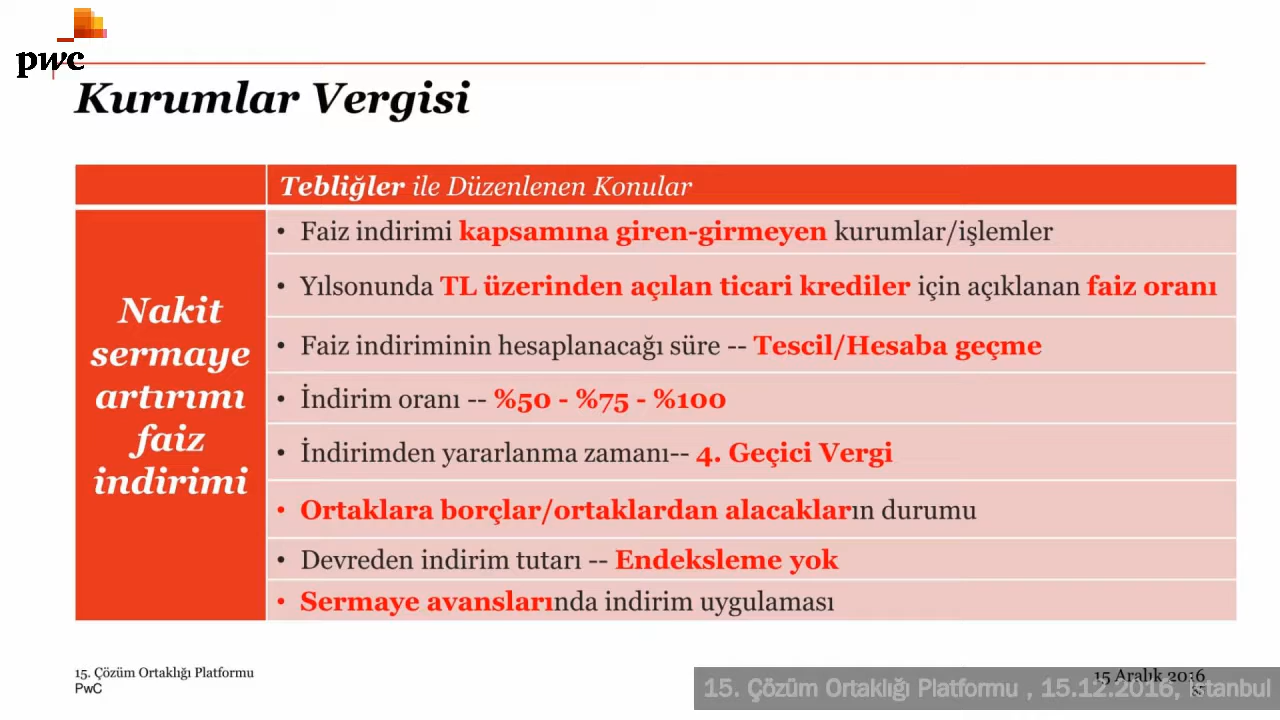 pwc
Kurumlar Vergisi
Tebliğler ile Düzenlenen Konular
Nakit
sermaye
artırımı
faiz
indirimi
• Faiz indirimi kapsamına giren-girmeyen kurumlar/işlemler
• Yılsonunda TL üzerinden açılan ticari krediler için açıklanan faiz oranı
• Faiz indiriminin hesaplanacağı süre -- Tescil/Hesaba geçme
• İndirim oranı -- %50 - %75 - %100
• İndirimden yararlanma zamanı-- 4. Geçici Vergi
• Ortaklara borçlar/ortaklardan alacakların durumu
• Devreden indirim tutarı -- Endeksleme yok
• Sermaye avanslarında indirim uygulaması
15. Çözüm Ortaklığı Platformu
PwC
15 Aralık 2016
15. Çözüm Ortaklığı Platformu , 15.12.2016, İstanbul